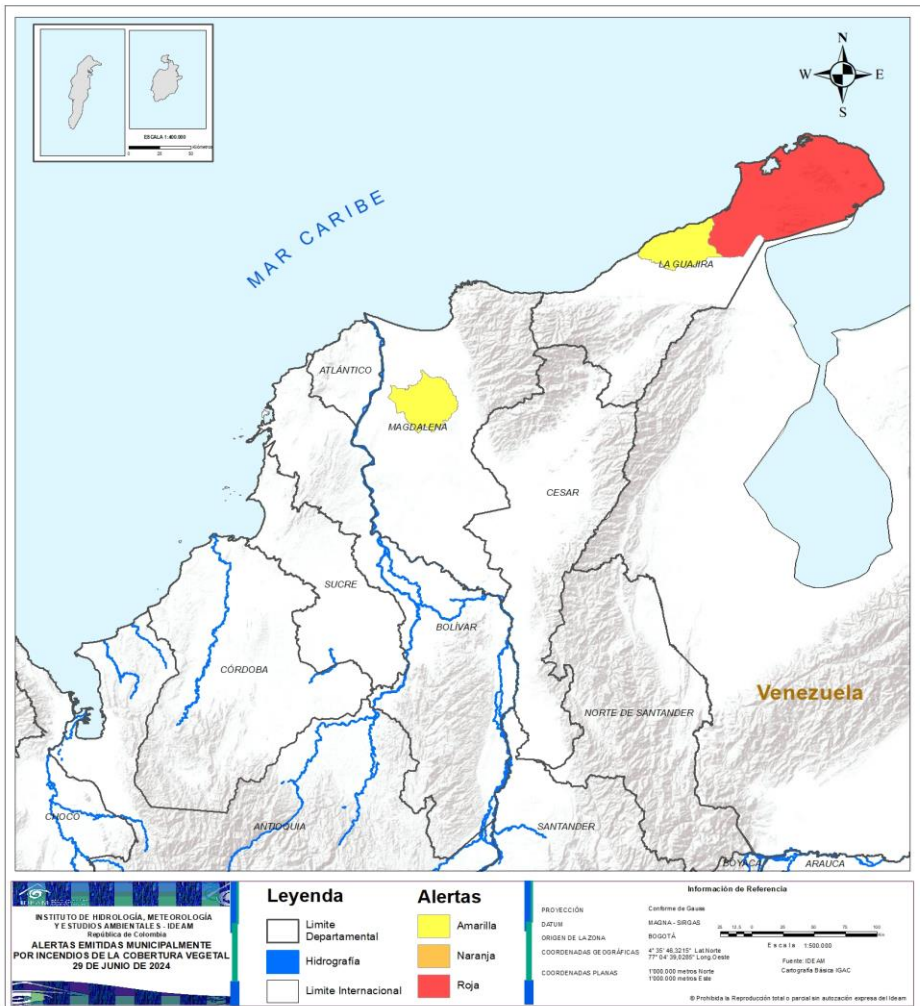 N
W E
S
ESCALA 1:400.000
MAR CARIBE
LA GUAJIRA
ATLÁNTICO
MAGDALENA
CESAR
SUCRE
BOLÍVAR
CÓRDOBA
NORTE DE SANTANDER
Venezuela
CHOCO
ANTIOQUIA
SANTANDER
BOYACÁ
ARAUCA
INSTITUTO DE HIDROLOGÍA, METEOROLOGÍA
Y ESTUDIOS AMBIENTALES - IDEAM
República de Colombia
ALERTAS EMITIDAS MUNICIPALMENTE
POR INCENDIOS DE LA COBERTURA VEGETAL
29 DE JUNIO DE 2024
Leyenda
Limite
Departamental
Hidrografía
Limite Internacional
Alertas
Amarilla
Naranja
Roja
Información de Referencia
PROYECCIÓN Conforme de Gauss
DATUM MAGNA - SIRGAS
ORIGEN DE LA ZONA BOGOTÁ
COORDENADAS GEOGRÁFICAS 4° 35' 46,3215" Lat.Norte
77° 04' 39,0285" Long.Oeste
COORDENADAS PLANAS 1'000.000 metros Norte
1'000.000 metros Este
Escala 1:500.000
Fuente: IDEAM
Cartografía Básica IGAC
© Prohibida la Reproducción total o parcial sin autorización expresa del Ideam